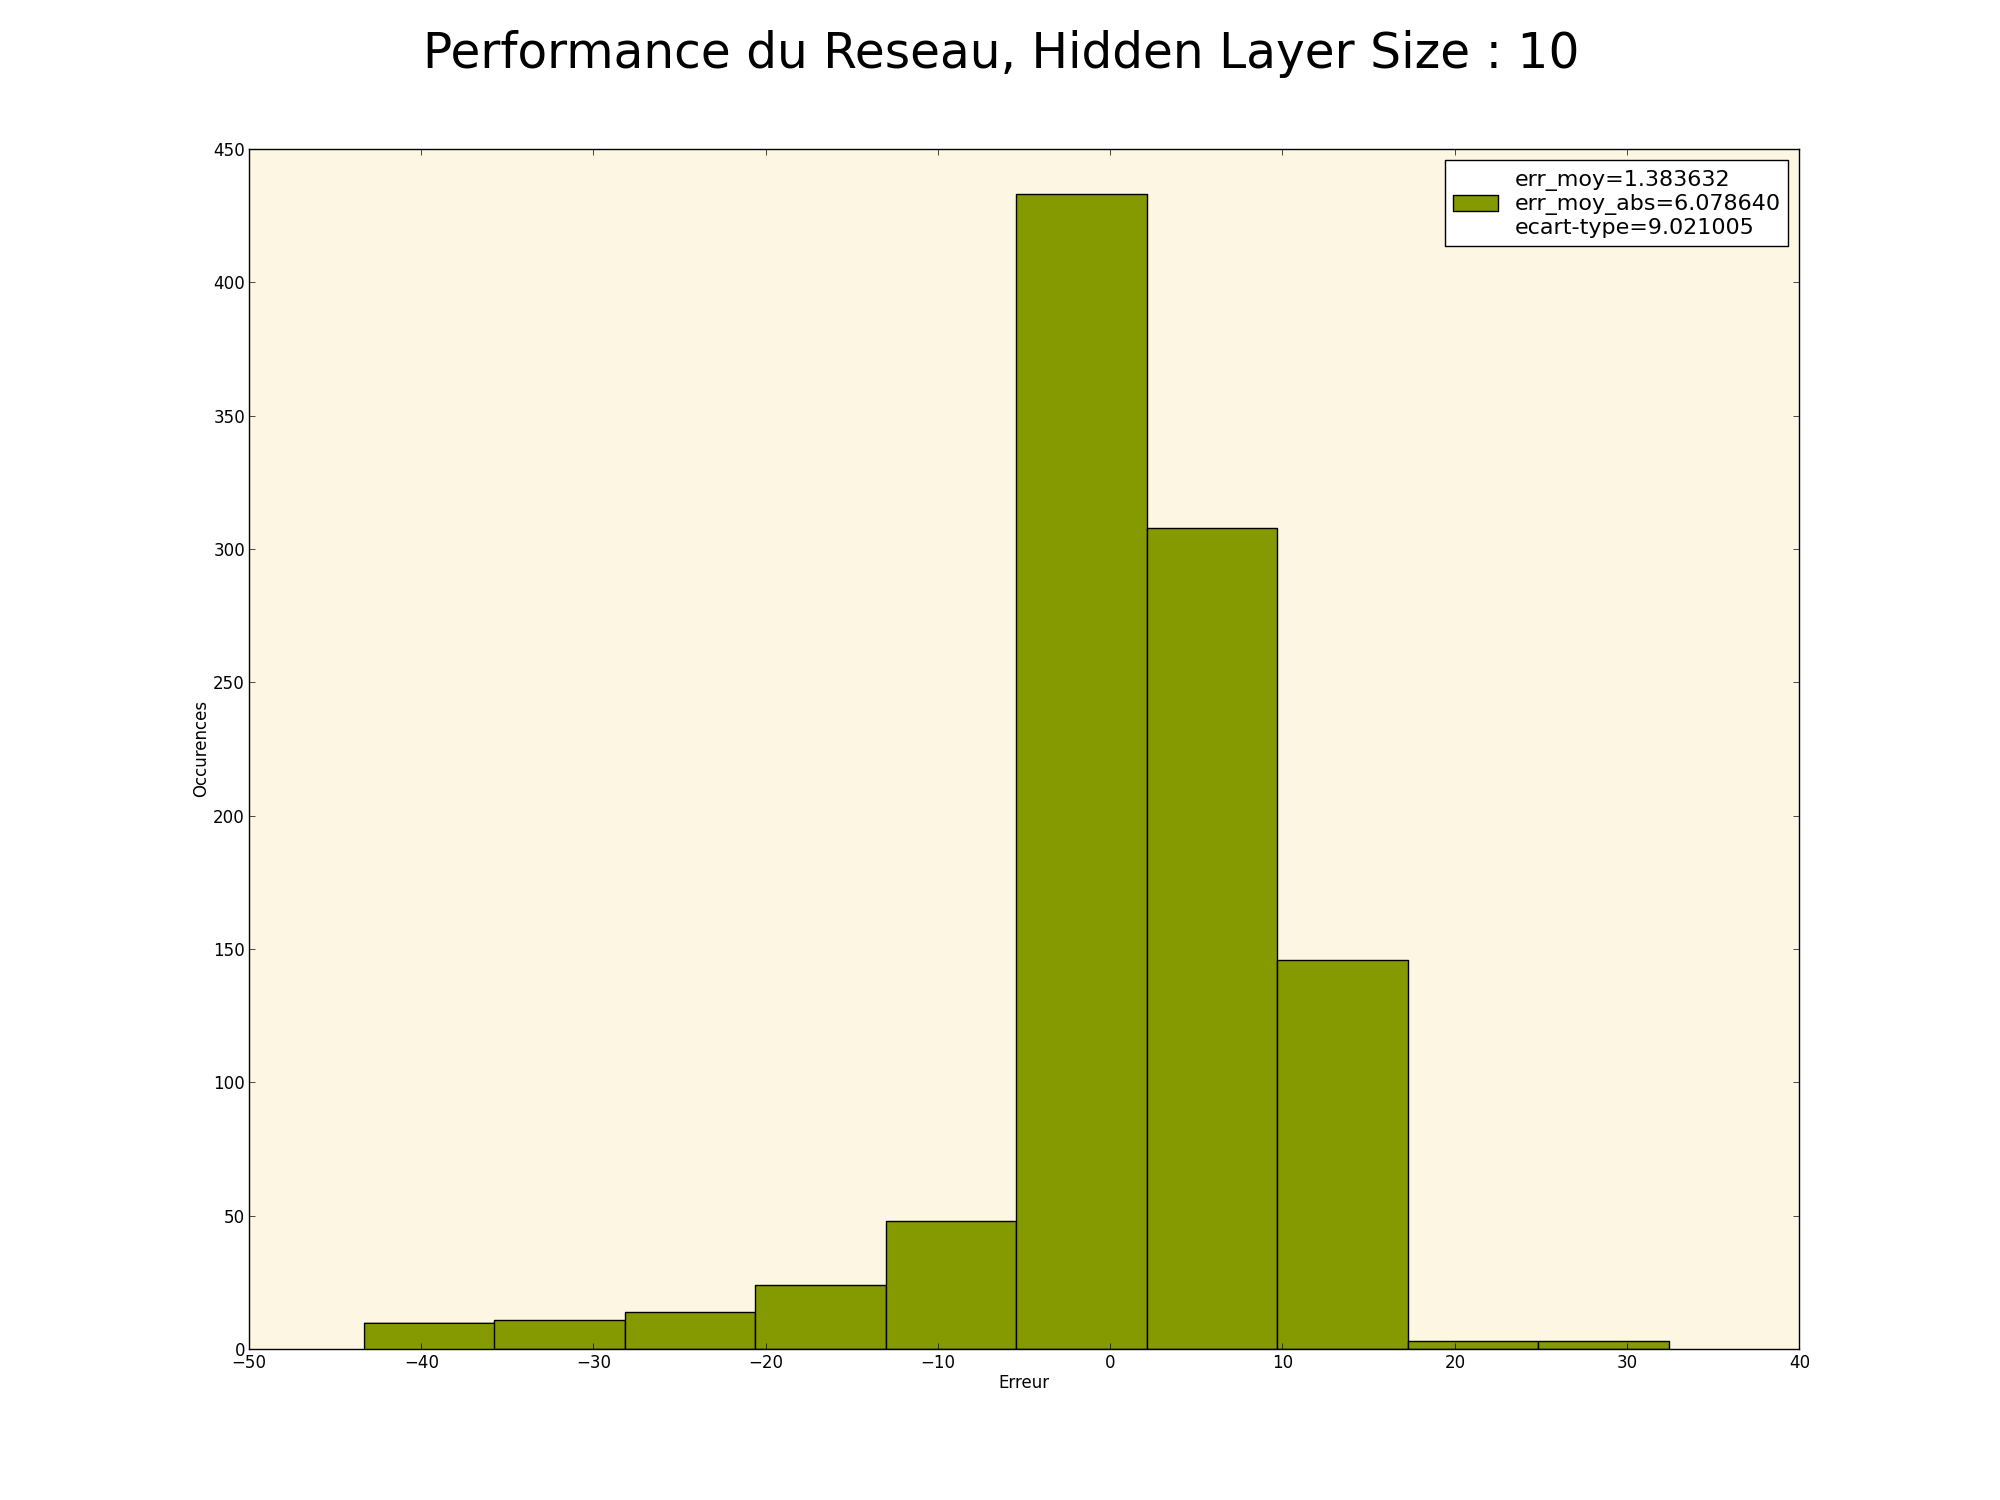 Performance du Reseau, Hidden Layer Size : 10
err_moy=1.383632
err_moy_abs=6.078640
ecart-type=9.021005
450
400
350
300
250
200
150
100
50
0
Occurences
−50 −40 −30 −20 −10 0 10 20 30 40
Erreur